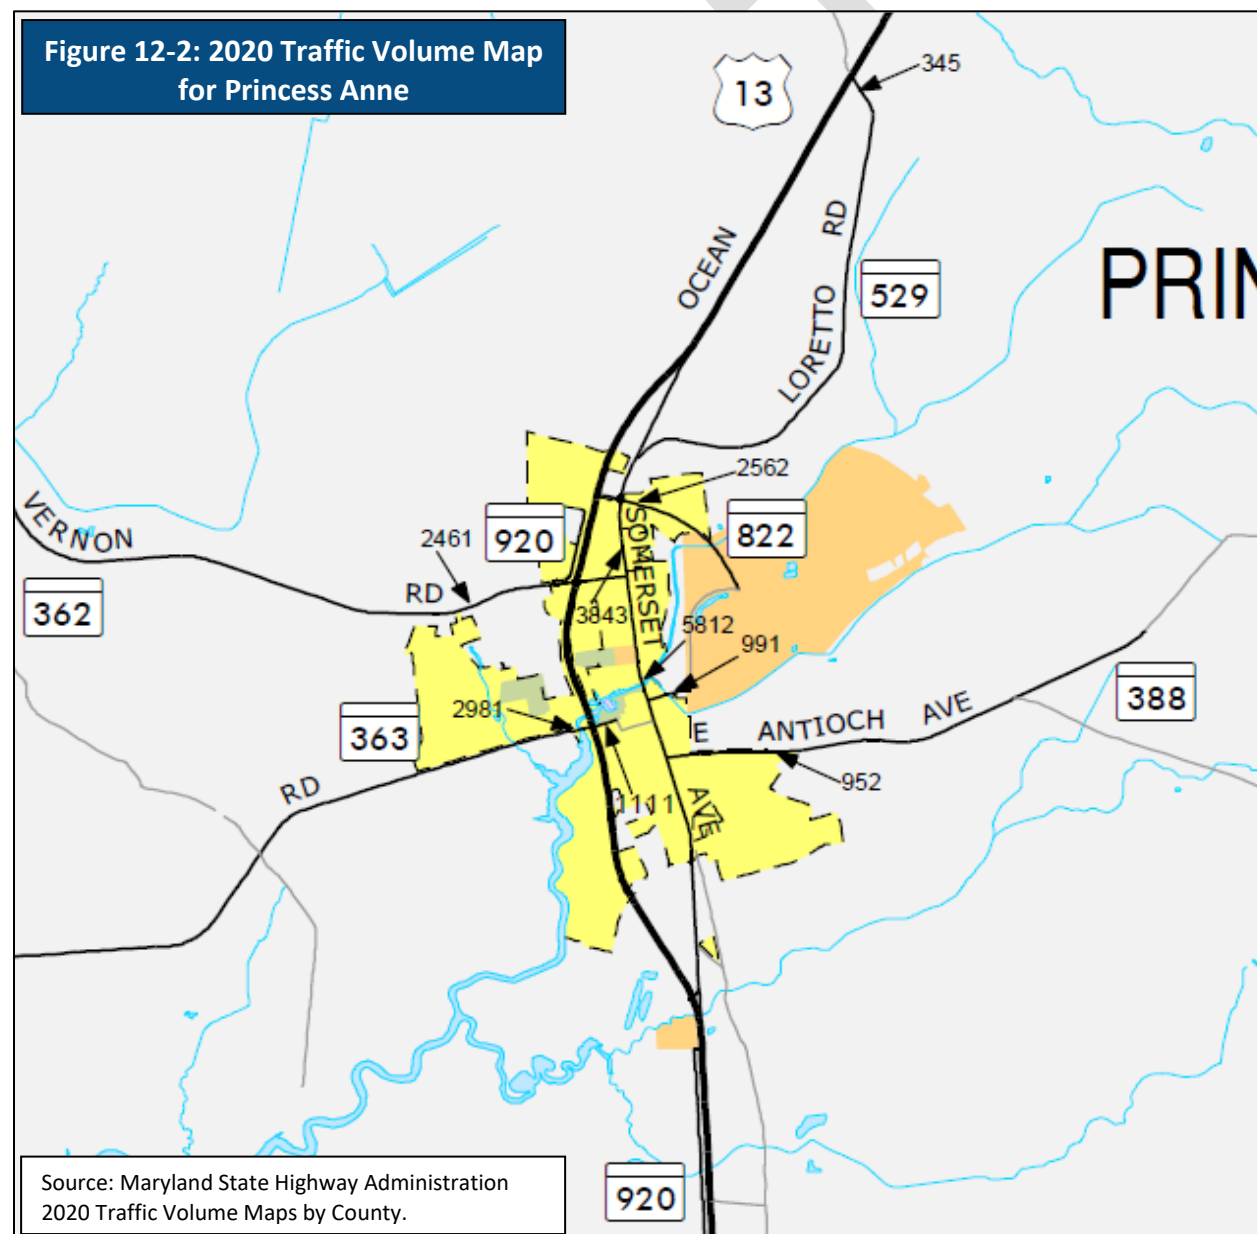 Figure 12-2: 2020 Traffic Volume Map
for Princess Anne
345
13
OCEAN
LORETTO RD
529
PRIN
2562
VERNON RD
2461
920
SOMERSET AVE
822
362
3843
5812
991
388
2981
363
E ANTIOCH AVE
RD
1111
952
920
Source: Maryland State Highway Administration
2020 Traffic Volume Maps by County.